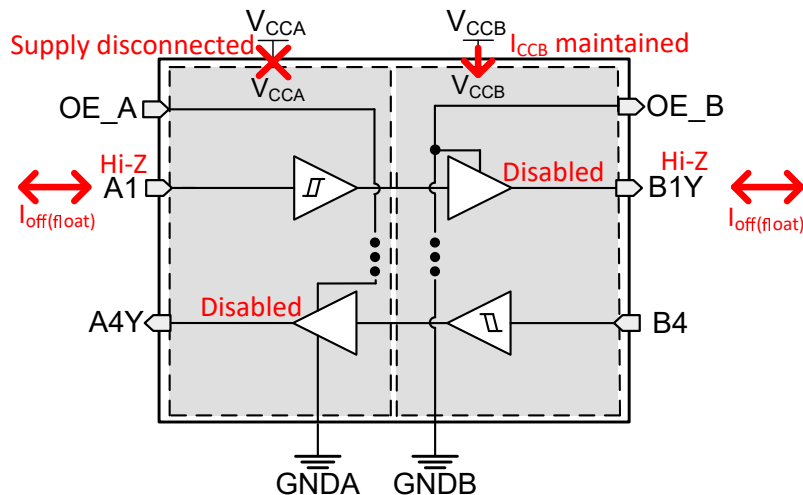 Supply disconnected
VCCA
VCCB
ICCB maintained
VCCA
VCCB
OE_A
OE_B
Hi-Z
A1
Ioff(float)
Disabled
Hi-Z
B1Y
Ioff(float)
A4Y
Disabled
B4
GNDA
GNDB